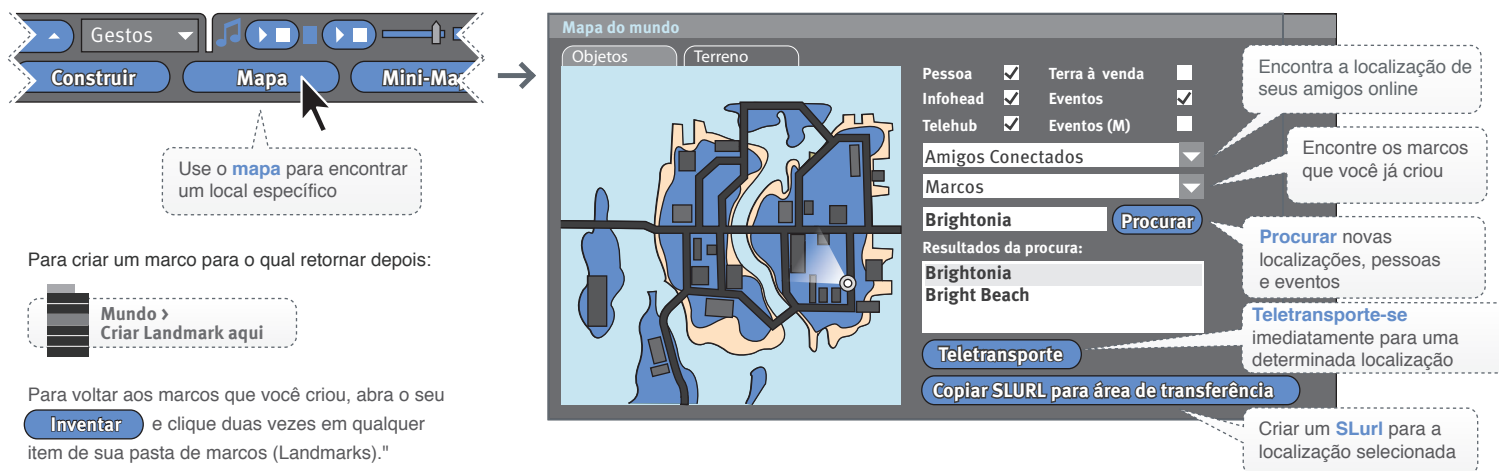 Gestos
Construir
Mapa
Mini-Map
Use o mapa para encontrar
um local específico
Para criar um marco para o qual retornar depois:
Mundo >
Criar Landmark aqui
Para voltar aos marcos que você criou, abra o seu
Inventar e clique duas vezes em qualquer
item de sua pasta de marcos (Landmarks)."
Mapa do mundo
Objetos
Terreno
Pessoa
Terra à venda
Infohead
Eventos
Telehub
Eventos (M)
Amigos Conectados
Marcos
Brightonia
Procurar
Resultados da procura:
Brightonia
Bright Beach
Teletransporte
Copiar SLURL para área de transferência
Encontra a localização de
seus amigos online
Encontre os marcos
que você já criou
Procurar novas
localizações, pessoas
e eventos
Teletransporte-se
imediatamente para uma
determinada localização
Criar um SLurl para a
localização selecionada